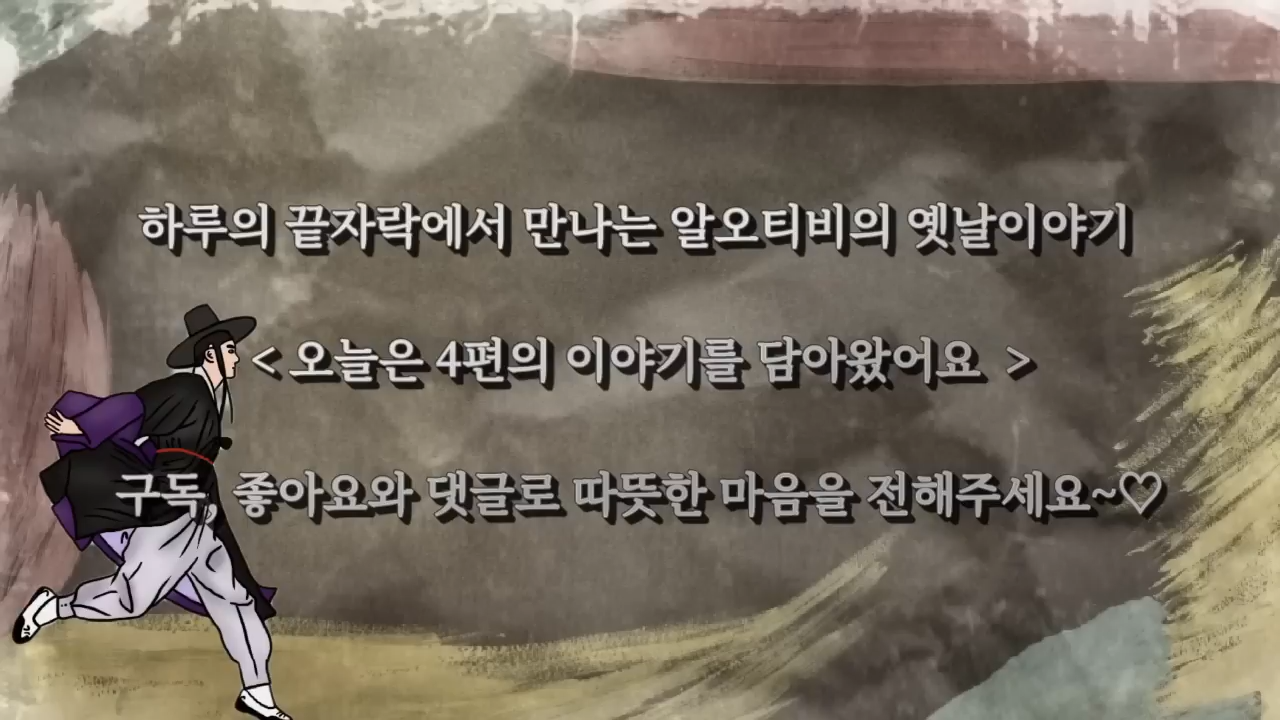 하루의 끝자락에서 만나는 알오티비의 옛날이야기
< 오늘은 4편의 이야기를 담아왔어요 >
구독, 좋아요와 댓글로 따뜻한 마음을 전해주세요~♡